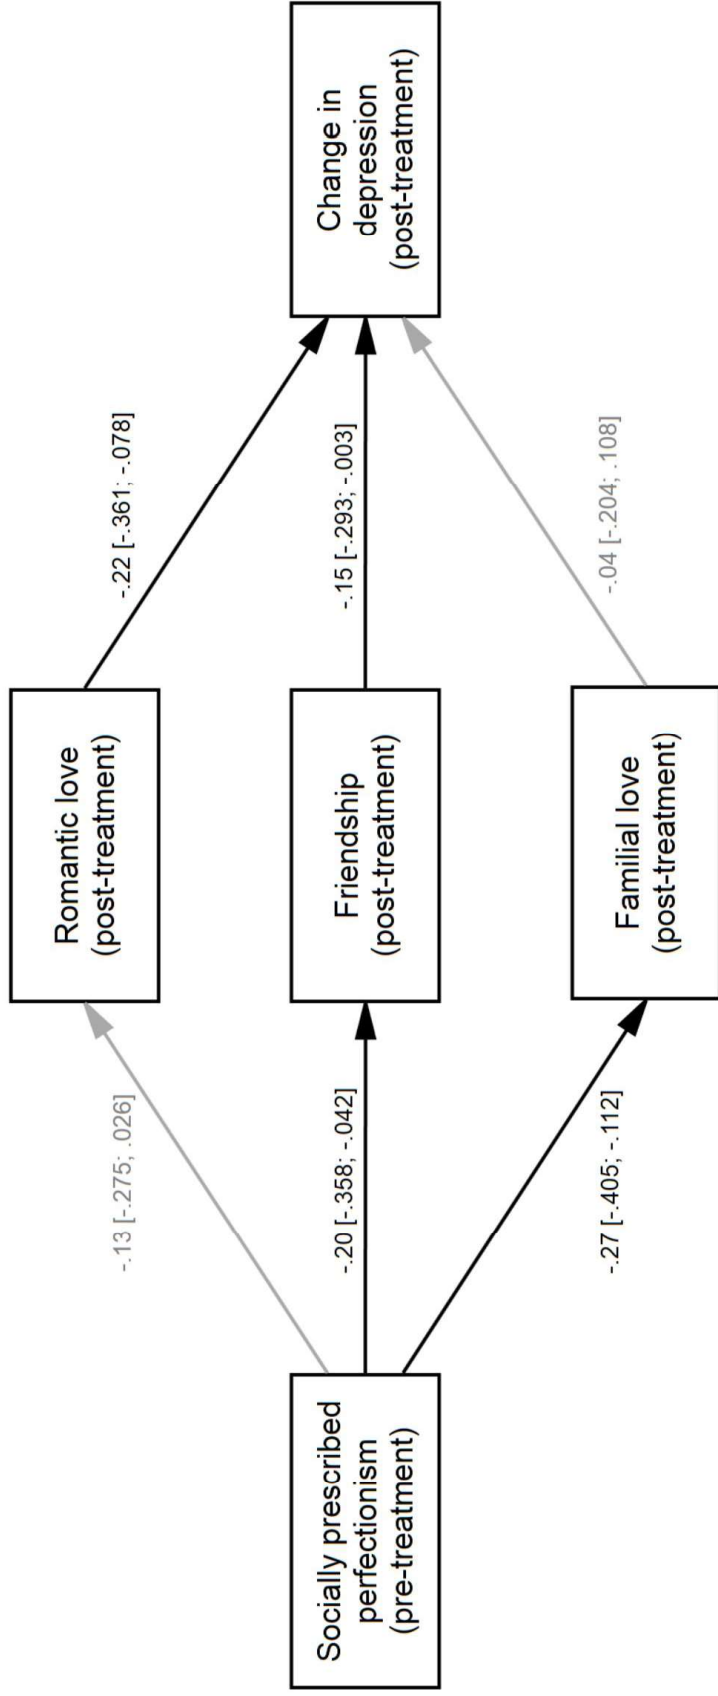 Socially prescribed
perfectionism
(pre-treatment)
-.13 [-.275; .026]
-.20 [-.358; -.042]
-.27 [-.405; -.112]
Romantic love
(post-treatment)
Friendship
(post-treatment)
Familial love
(post-treatment)
-.22 [-.361; -.078]
-.15 [-.293; -.003]
-.04 [-.204; .108]
Change in
depression
(post-treatment)